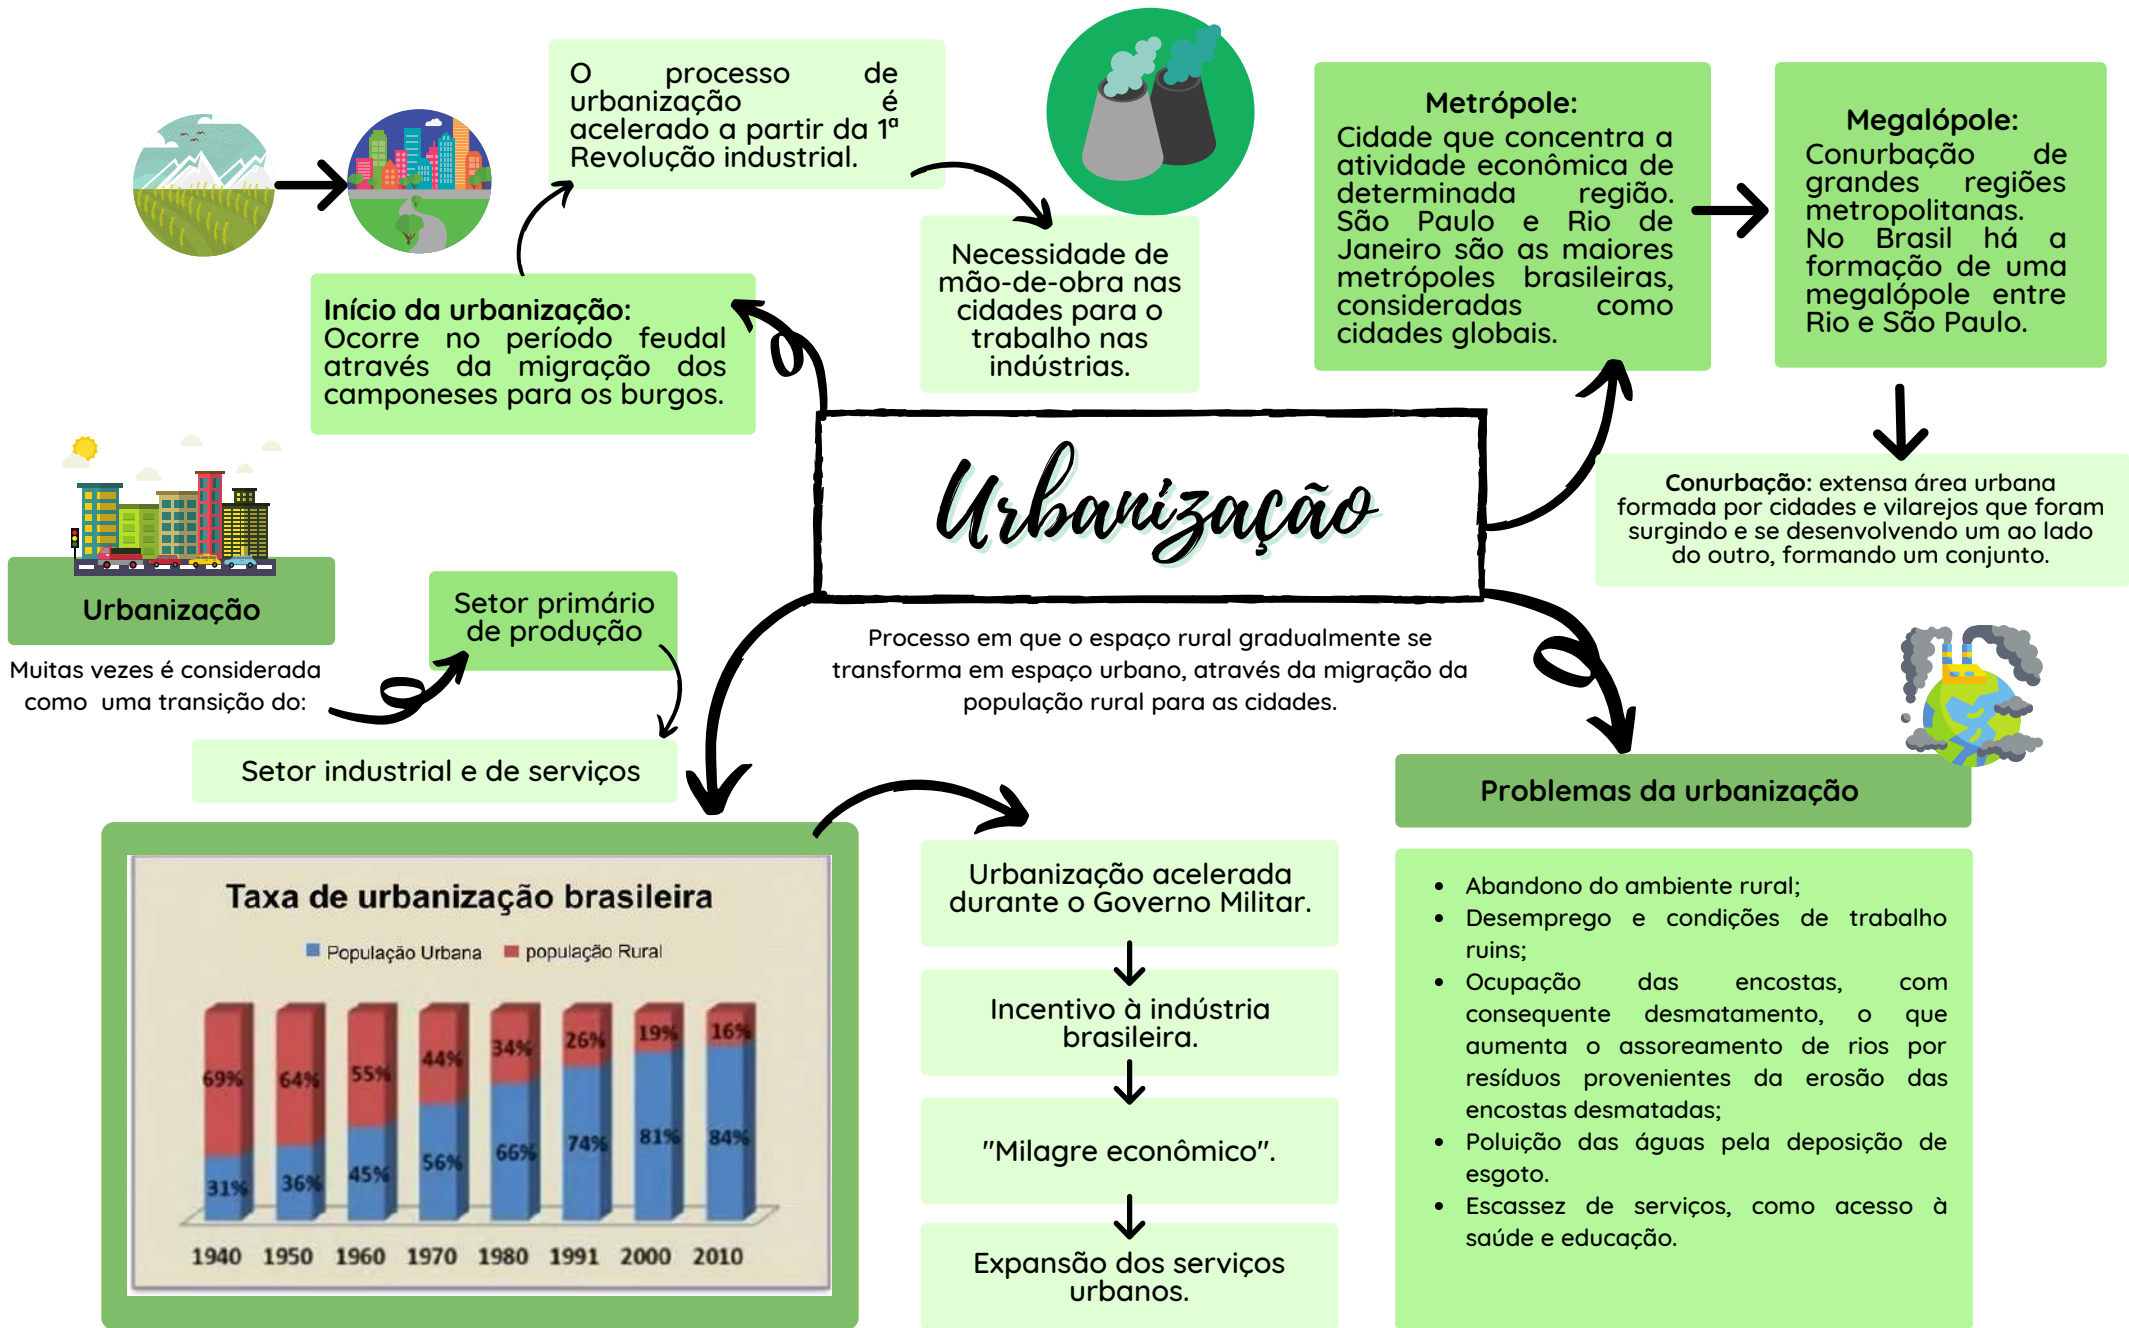 O processo de
urbanização é
acelerado a partir da 1ª
Revolução industrial.
Necessidade de
mão-de-obra nas
cidades para o
trabalho nas
indústrias.
Início da urbanização:
Ocorre no período feudal
através da migração dos
camponeses para os burgos.
Metrópole:
Cidade que concentra a
atividade econômica de
determinada região.
São Paulo e Rio de
Janeiro são as maiores
metrópoles brasileiras,
consideradas como
cidades globais.
Megalópole:
Conurbação de
grandes regiões
metropolitanas.
No Brasil há a
formação de uma
megalópole entre
Rio e São Paulo.
Conurbação: extensa área urbana
formada por cidades e vilarejos que foram
surgindo e se desenvolvendo um ao lado
do outro, formando um conjunto.
Urbanização
Processo em que o espaço rural gradualmente se
transforma em espaço urbano, através da migração da
população rural para as cidades.
Urbanização
Muitas vezes é considerada
como uma transição do:
Setor primário
de produção
Setor industrial e de serviços
Taxa de urbanização brasileira
População Urbana população Rural
69% 64% 55% 44% 34% 26% 19% 16%
31% 36% 45% 56% 66% 74% 81% 84%
1940 1950 1960 1970 1980 1991 2000 2010
Urbanização acelerada
durante o Governo Militar.
Incentivo à indústria
brasileira.
"Milagre econômico".
Expansão dos serviços
urbanos.
Problemas da urbanização
• Abandono do ambiente rural;
• Desemprego e condições de trabalho
ruins;
• Ocupação das encostas, com
consequente desmatamento, o que
aumenta o assoreamento de rios por
resíduos provenientes da erosão das
encostas desmatadas;
• Poluição das águas pela deposição de
esgoto.
• Escassez de serviços, como acesso à
saúde e educação.